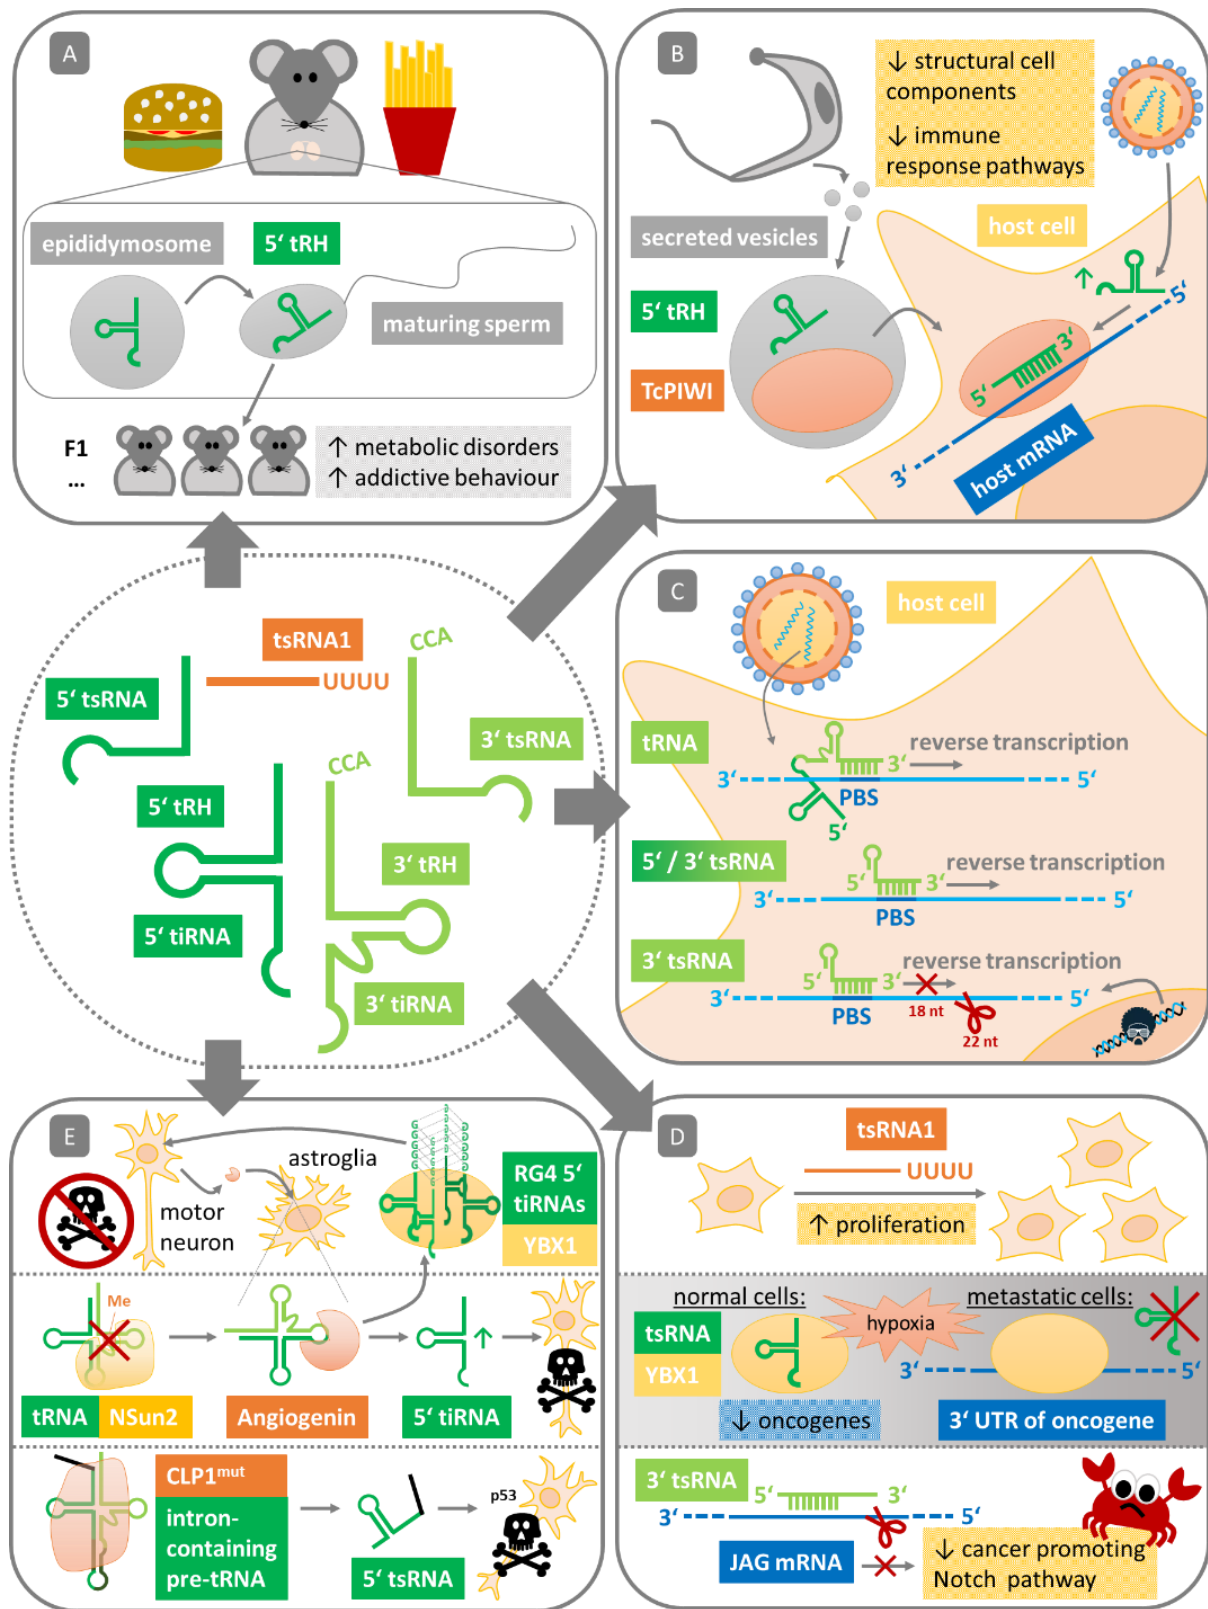 A
epididymosome
5‘ tRH
maturing sperm
F1
...
↑ metabolic disorders
↑ addictive behaviour
B
↓ structural cell
components
↓ immune
response pathways
secreted vesicles
host cell
5‘ tRH
TcPIWI
↑
5‘
3‘
5‘
3‘
host mRNA
tsRNA1
UUUU
CCA
5‘ tsRNA
3‘ tsRNA
CCA
5‘ tRH
3‘ tRH
5‘ tiRNA
3‘ tiRNA
C
host cell
tRNA
reverse transcription
3‘
3‘
5‘
PBS
5‘
5‘ / 3‘ tsRNA
reverse transcription
5‘
3‘
3‘
5‘
PBS
3‘ tsRNA
reverse transcription
5‘
3‘
3‘
5‘
PBS
18 nt
22 nt
E
astroglia
motor
neuron
RG4 5‘
tiRNAs
YBX1
Me
↑
tRNA
NSun2
Angiogenin
5‘ tiRNA
CLP1mut
intron-
containing
pre-tRNA
p53
5‘ tsRNA
D
tsRNA1
UUUU
↑ proliferation
normal cells:
metastatic cells:
hypoxia
tsRNA
YBX1
3‘
5‘
↓ oncogenes
3‘ UTR of oncogene
3‘ tsRNA
5‘
3‘
3‘
5‘
JAG mRNA
↓ cancer promoting
Notch pathway